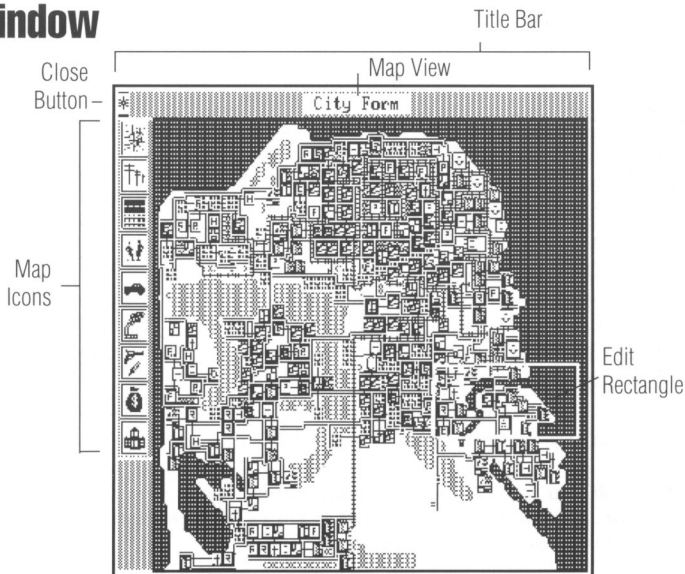 indow
Title Bar
Close
Button
Map View
City Form
Map
Icons
Edit
Rectangle